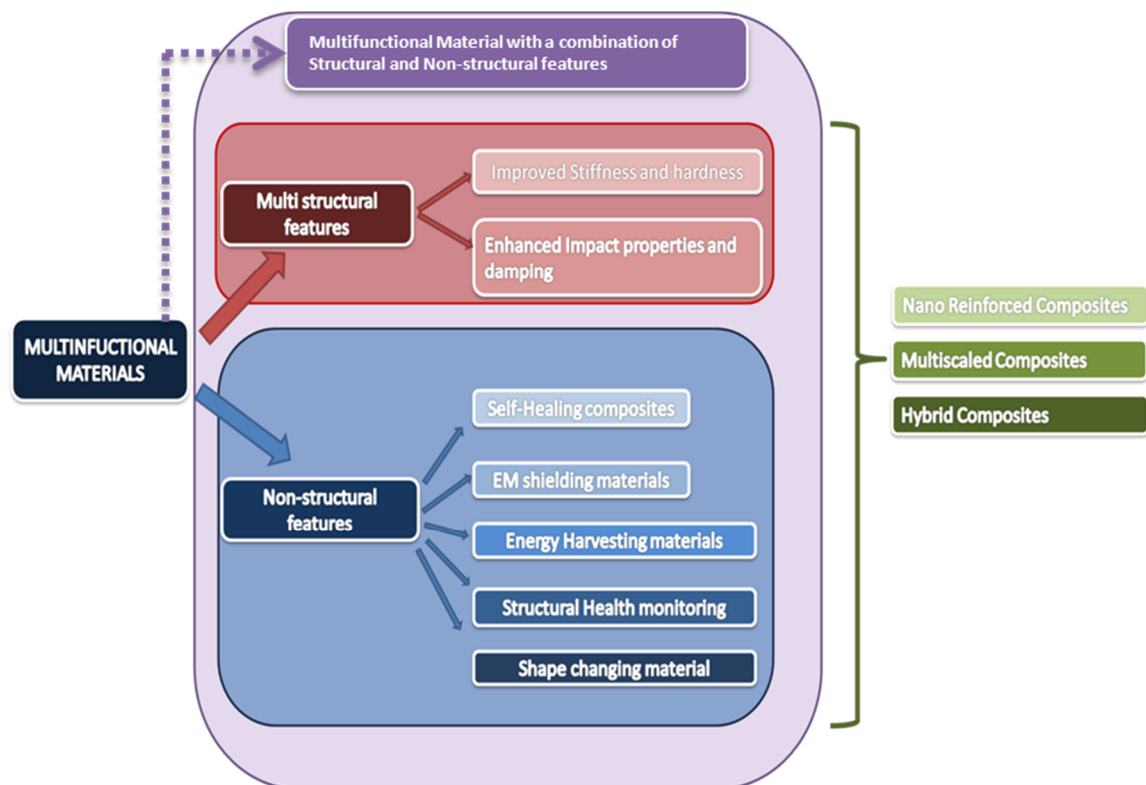 Multifunctional Material with a combination of
Structural and Non-structural features
Multi structural
features
Improved Stiffness and hardness
Enhanced Impact properties and
damping
MULTINFUCTIONAL
MATERIALS
Non-structural
features
Self-Healing composites
EM shielding materials
Energy Harvesting materials
Structural Health monitoring
Shape changing material
Nano Reinforced Composites
Multiscaled Composites
Hybrid Composites